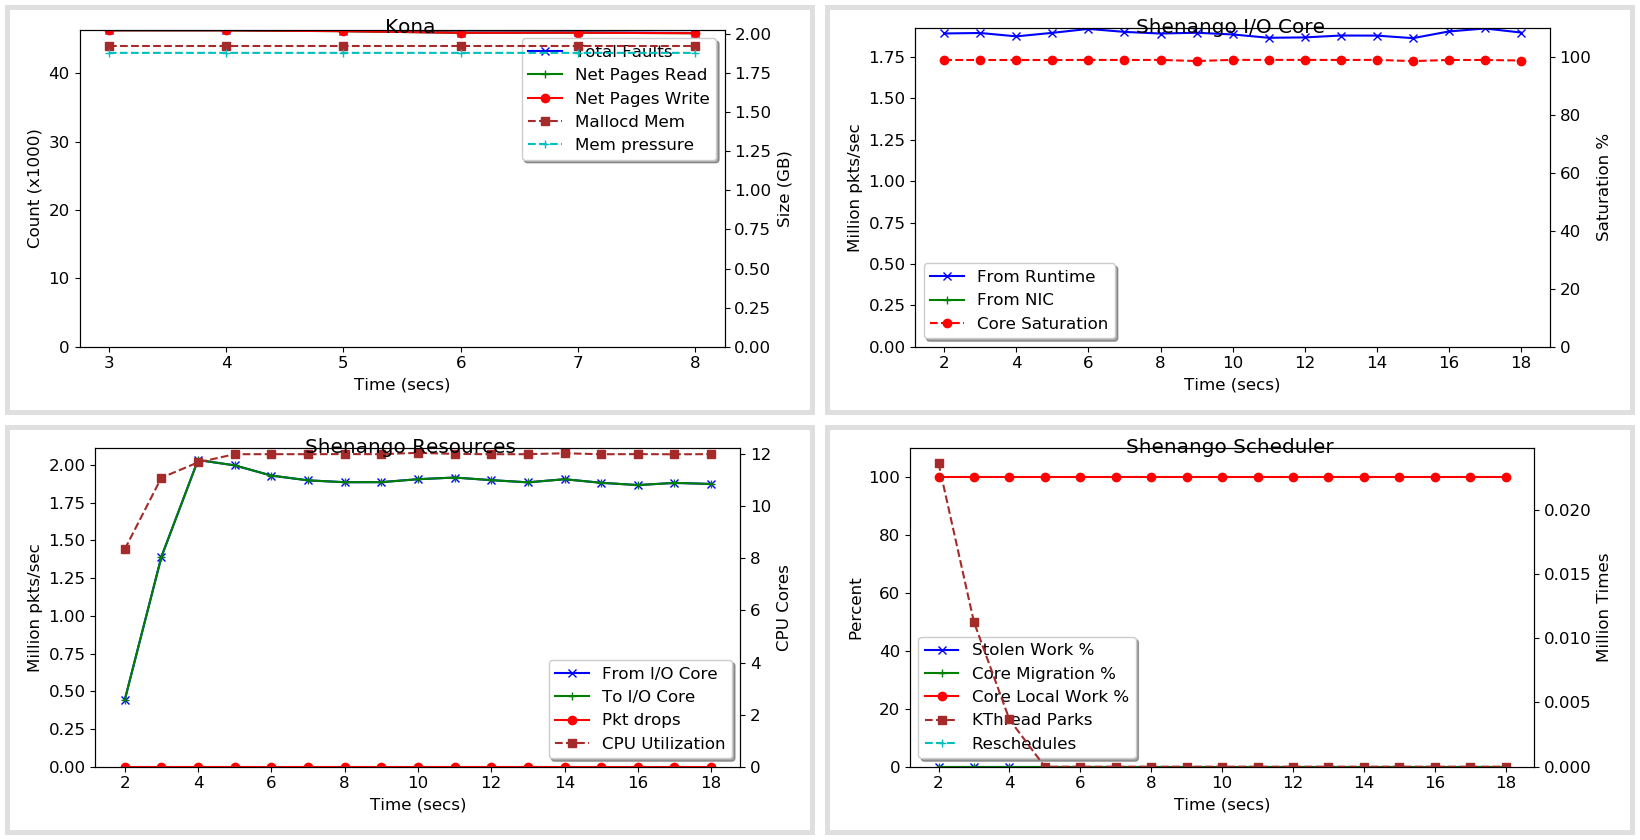 Kona
Count (x1000)
0
10
20
30
40
3
4
5
6
7
8
Time (secs)
0.00
0.25
0.50
0.75
1.00
1.25
1.50
1.75
2.00
Size (GB)
Total Faults
Net Pages Read
Net Pages Write
Mallocd Mem
Mem pressure
Shenango I/O Core
Million pkts/sec
0.00
0.25
0.50
0.75
1.00
1.25
1.50
1.75
2
4
6
8
10
12
14
16
18
Time (secs)
0
20
40
60
80
100
Saturation %
From Runtime
From NIC
Core Saturation
Shenango Resources
Million pkts/sec
0.00
0.25
0.50
0.75
1.00
1.25
1.50
1.75
2.00
2
4
6
8
10
12
14
16
18
Time (secs)
0
2
4
6
8
10
12
CPU Cores
From I/O Core
To I/O Core
Pkt drops
CPU Utilization
Shenango Scheduler
Percent
0
20
40
60
80
100
2
4
6
8
10
12
14
16
18
Time (secs)
0.000
0.005
0.010
0.015
0.020
Million Times
Stolen Work %
Core Migration %
Core Local Work %
KThread Parks
Reschedules